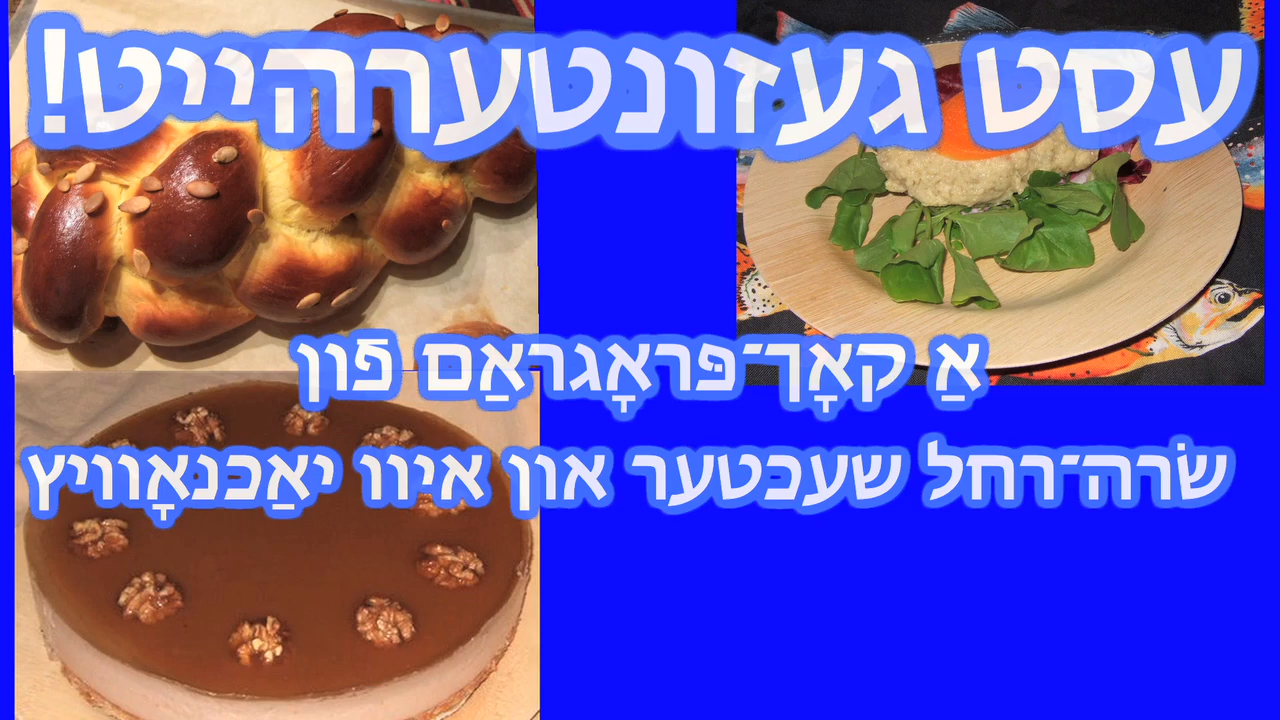 עסט געזונטערהייט!
אַ קאָך־פּראָגראַם פֿון
שׂרה־רחל שעכטער און איוו יאַכנאָוויץ